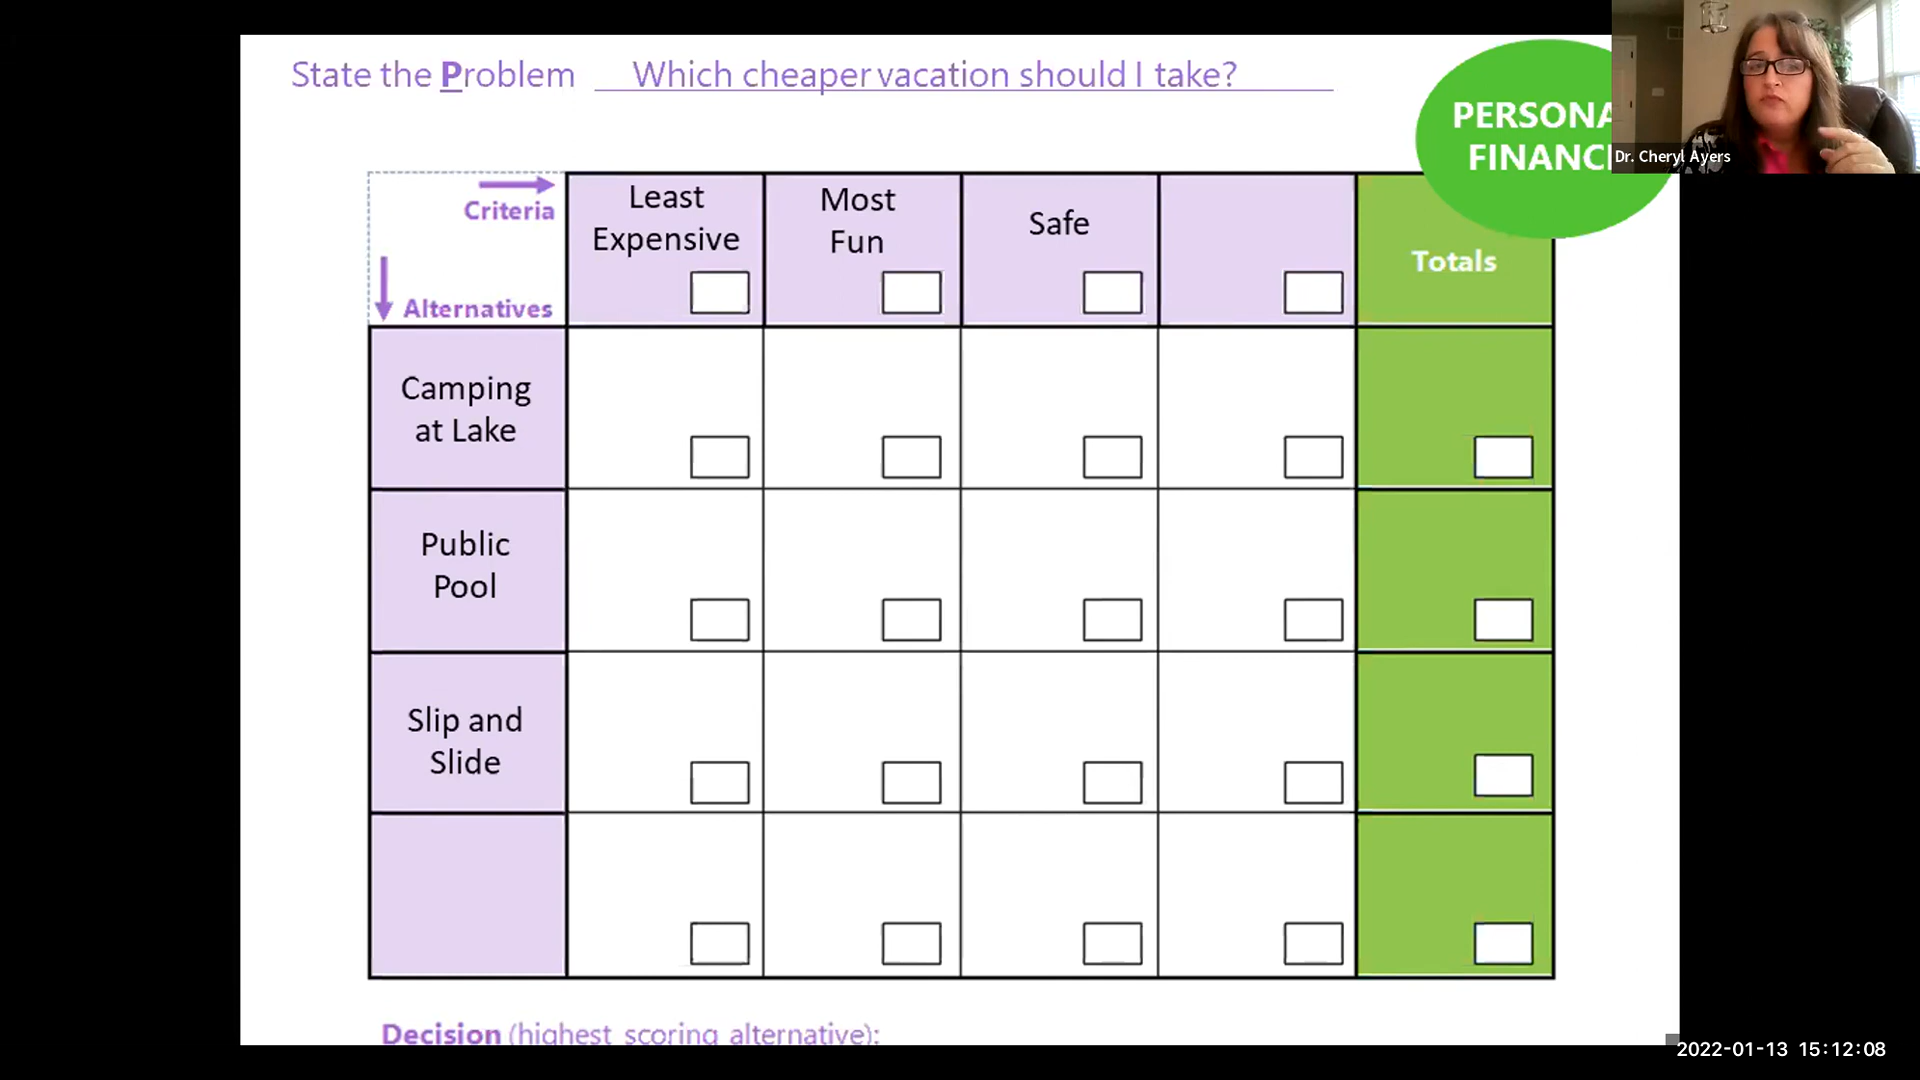 State the Problem Which cheaper vacation should I take?
PERSONA
FINANC
Dr. Cheryl Ayers
Criteria
Alternatives
Least
Expensive
Most
Fun
Safe
Totals
Camping
at Lake
Public
Pool
Slip and
Slide
Decision (highest scoring alternative):
2022-01-13 15:12:08